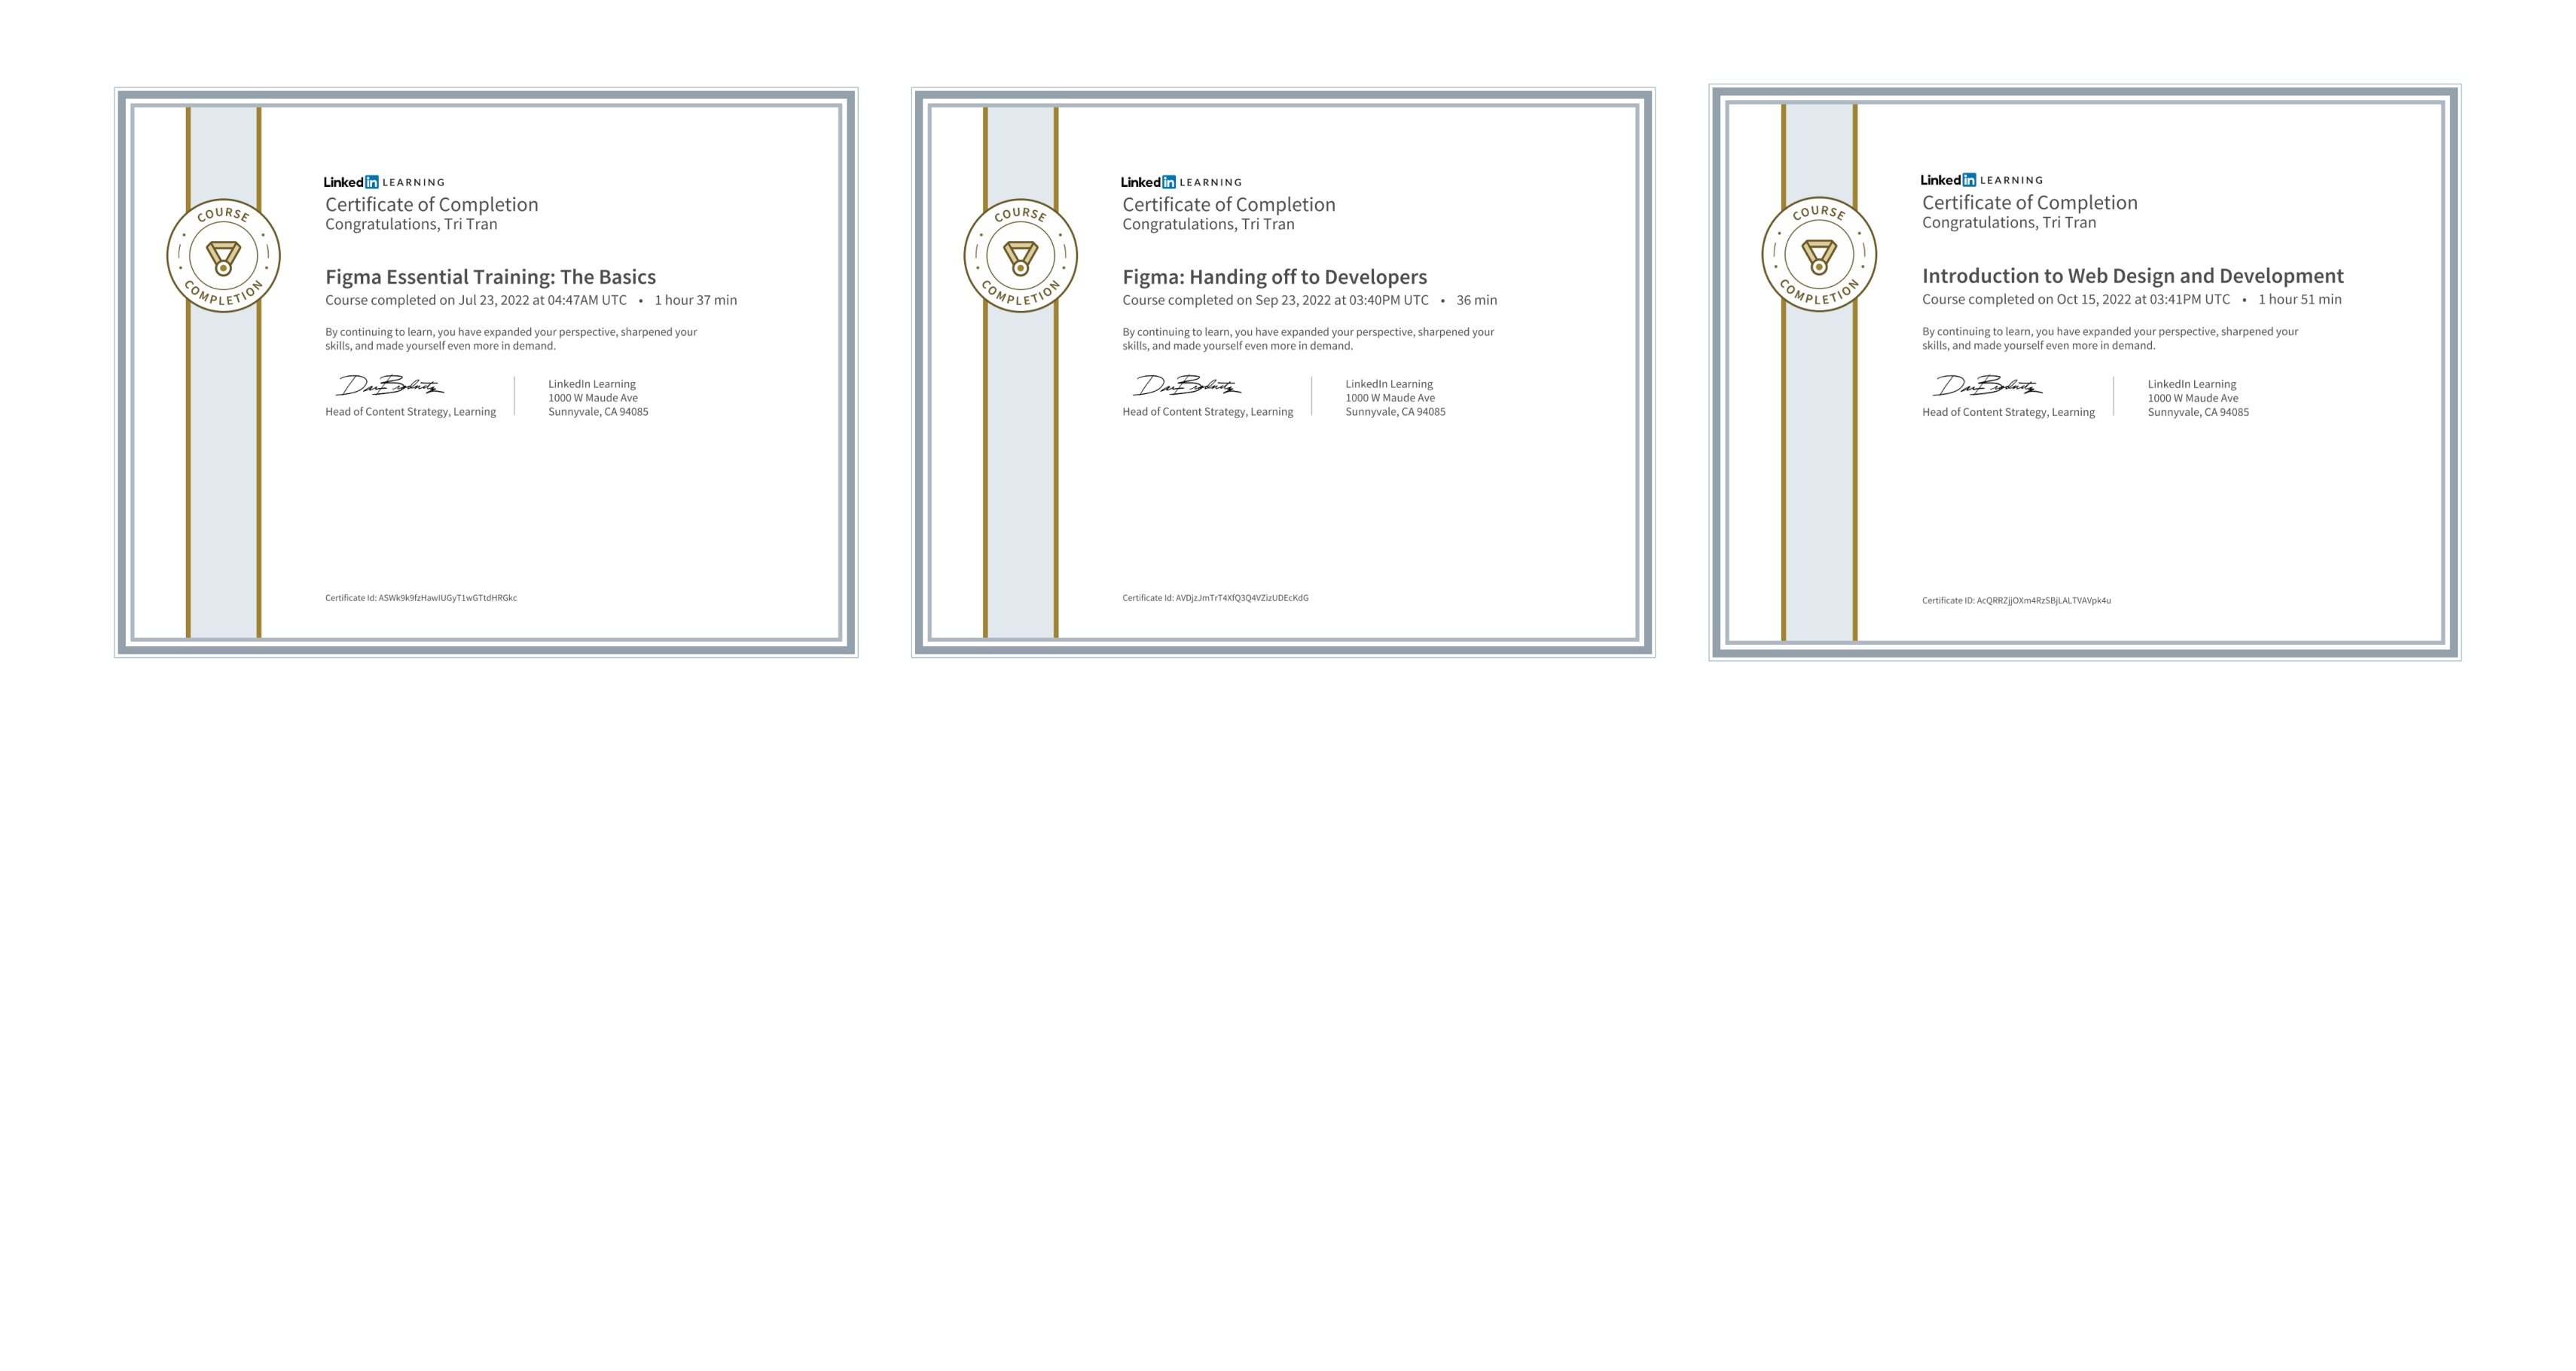 LinkedIn LEARNING
Certificate of Completion
Congratulations, Tri Tran
COURSE
COMPLETION
Figma Essential Training: The Basics
Course completed on Jul 23, 2022 at 04:47AM UTC • 1 hour 37 min
By continuing to learn, you have expanded your perspective, sharpened your
skills, and made yourself even more in demand.
Head of Content Strategy, Learning
LinkedIn Learning
1000 W Maude Ave
Sunnyvale, CA 94085
Certificate Id: ASWk9k9fzHawIUGyT1wGTtdHRGkc
LinkedIn LEARNING
Certificate of Completion
Congratulations, Tri Tran
COURSE
COMPLETION
Figma: Handing off to Developers
Course completed on Sep 23, 2022 at 03:40PM UTC • 36 min
By continuing to learn, you have expanded your perspective, sharpened your
skills, and made yourself even more in demand.
Head of Content Strategy, Learning
LinkedIn Learning
1000 W Maude Ave
Sunnyvale, CA 94085
Certificate Id: AVDjzJmTrT4XfQ3Q4VZizUDEcKdG
LinkedIn LEARNING
Certificate of Completion
Congratulations, Tri Tran
COURSE
COMPLETION
Introduction to Web Design and Development
Course completed on Oct 15, 2022 at 03:41PM UTC • 1 hour 51 min
By continuing to learn, you have expanded your perspective, sharpened your
skills, and made yourself even more in demand.
Head of Content Strategy, Learning
LinkedIn Learning
1000 W Maude Ave
Sunnyvale, CA 94085
Certificate ID: AcQRRZjjOXm4RzSBjLALTVAVpk4u